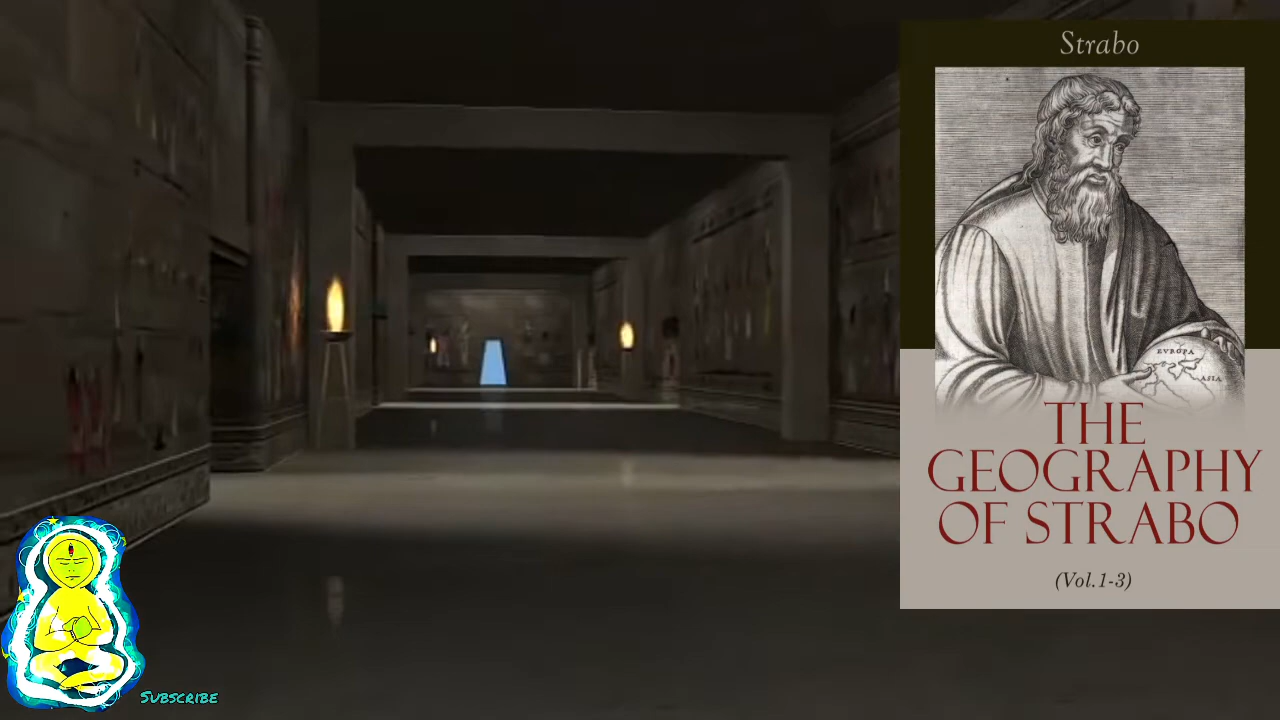 Strabo
EVROPA
ASIA
THE
GEOGRAPHY
OF STRABO
(Vol.1-3)
Subscribe